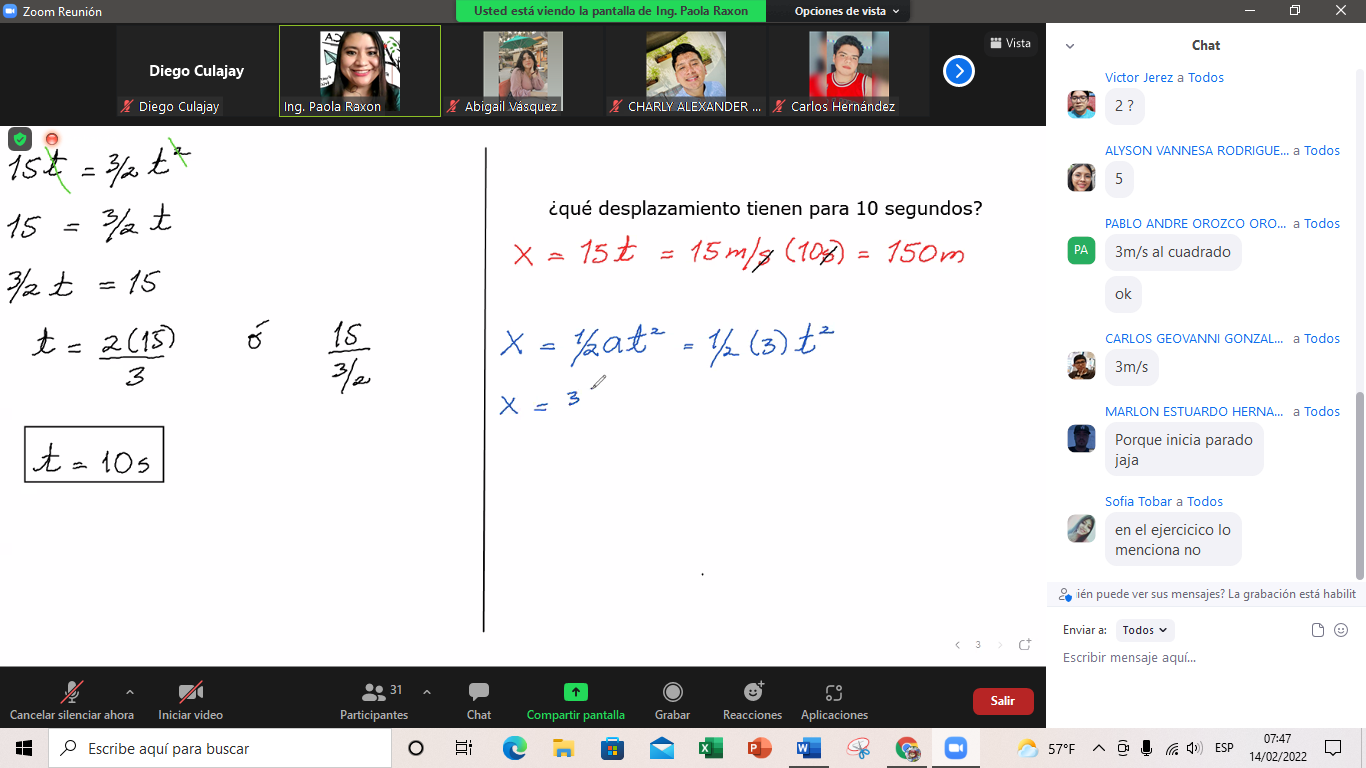 Zoom Reunión
Usted está viendo la pantalla de Ing. Paola Raxon
Opciones de vista
Diego Culajay
Diego Culajay
Ing. Paola Raxon
Abigail Vásquez
CHARLY ALEXANDER ...
Carlos Hernández
Vista
15t = 3/2 t²
15 = 3/2 t
3/2 t = 15
t = 2(15)/3 ó 15/(3/2)
t = 10s
¿qué desplazamiento tienen para 10 segundos?
X = 15t = 15m/s (10s) = 150m
X = 1/2at² = 1/2 (3) t²
X = 3
3
Chat
Victor Jerez a Todos
2 ?
ALYSON VANNESA RODRIGUE... a Todos
5
PABLO ANDRE OROZCO ORO... a Todos
PA
3m/s al cuadrado
ok
CARLOS GEOVANNI GONZAL... a Todos
3m/s
MARLON ESTUARDO HERNA... a Todos
Porque inicia parado
jaja
Sofia Tobar a Todos
en el ejercicico lo
menciona no
ién puede ver sus mensajes? La grabación está habilit
Enviar a: Todos
Escribir mensaje aquí...
Cancelar silenciar ahora
Iniciar video
31
Participantes
Chat
Compartir pantalla
Grabar
Reacciones
Aplicaciones
Salir
Escribe aquí para buscar
57°F
ESP
07:47
14/02/2022